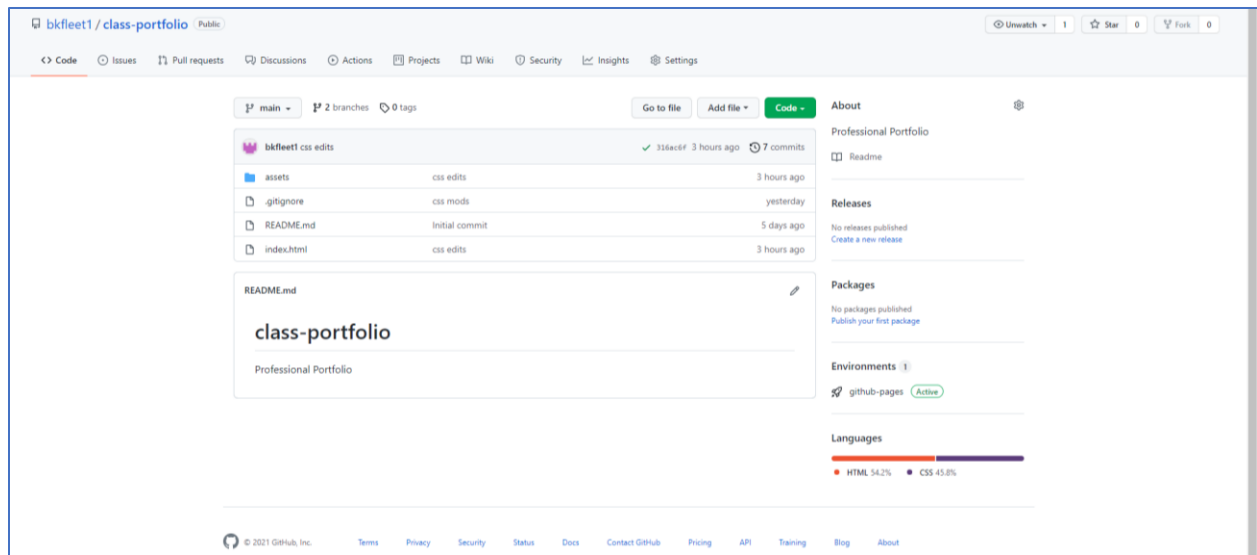 bkfleet1 / class-portfolio Public
Unwatch 1 Star 0 Fork 0
Code Issues Pull requests Discussions Actions Projects Wiki Security Insights Settings
main 2 branches 0 tags Go to file Add file Code
bkfleet1 css edits 316ac6f 3 hours ago 7 commits
assets css edits 3 hours ago
.gitignore css mods yesterday
README.md Initial commit 5 days ago
index.html css edits 3 hours ago
README.md
class-portfolio
Professional Portfolio
About
Professional Portfolio
Readme
Releases
No releases published
Create a new release
Packages
No packages published
Publish your first package
Environments 1
github-pages Active
Languages
HTML 54.2% CSS 45.8%
© 2021 GitHub, Inc. Terms Privacy Security Status Docs Contact GitHub Pricing API Training Blog About